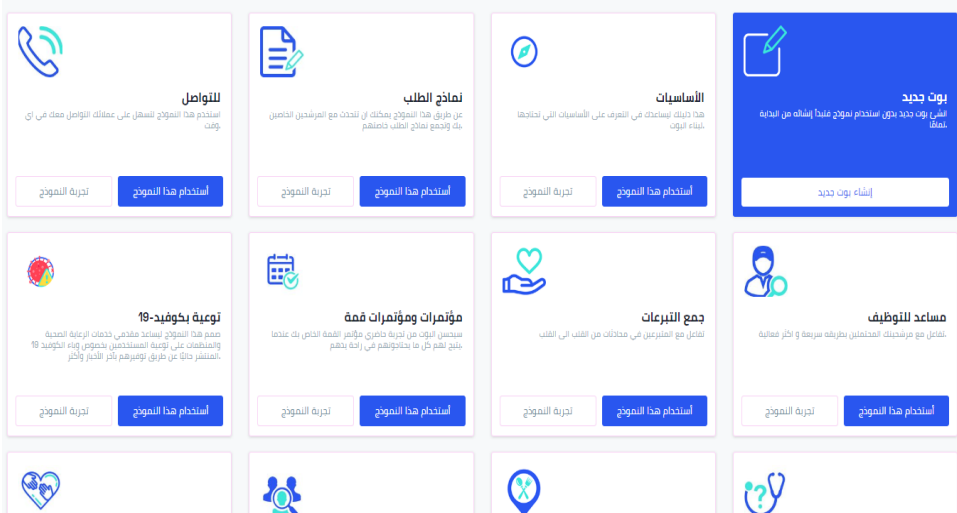 بوت جديد
انشئ بوت جديد بدون استخدام نموذج فلتبدأ إنشائه من البداية
تمامًا.
إنشاء بوت جديد
الأساسيات
هذا دليلك ليساعدك في التعرف على الأساسيات التي تحتاجها
لبناء البوت.
أستخدام هذا النموذج
تجربة النموذج
نماذج الطلب
عن طريق هذا النموذج يمكنك ان تتحدث مع المرشحين الخاصين
بك وتجمع نماذج الطلب خاصتهم.
أستخدام هذا النموذج
تجربة النموذج
للتواصل
استخدم هذا النموذج لتسهل على عملائك التواصل معك في اي
وقت.
أستخدام هذا النموذج
تجربة النموذج
مساعد للتوظيف
تفاعل مع مرشحينك المحتملين بطريقه سريعة و اكثر فعالية.
أستخدام هذا النموذج
تجربة النموذج
جمع التبرعات
تفاعل مع المتبرعين في محادثات من القلب الى القلب
أستخدام هذا النموذج
تجربة النموذج
مؤتمرات ومؤتمرات قمة
سيحسن البوت من تجربة حاضري مؤتمر القمة الخاص بك عندما
يتيح لهم كل ما يحتاجونهم في راحة يدهم.
أستخدام هذا النموذج
تجربة النموذج
توعية بكوفيد-19
صمم هذا النموذج ليساعد مقدمي خدمات الرعاية الصحية
والمنظمات على توعية المستخدمين بخصوص وباء الكوفيد 19
المنتشر حاليًا عن طريق توفيرهم بآخر الأخبار وأكثر.
أستخدام هذا النموذج
تجربة النموذج